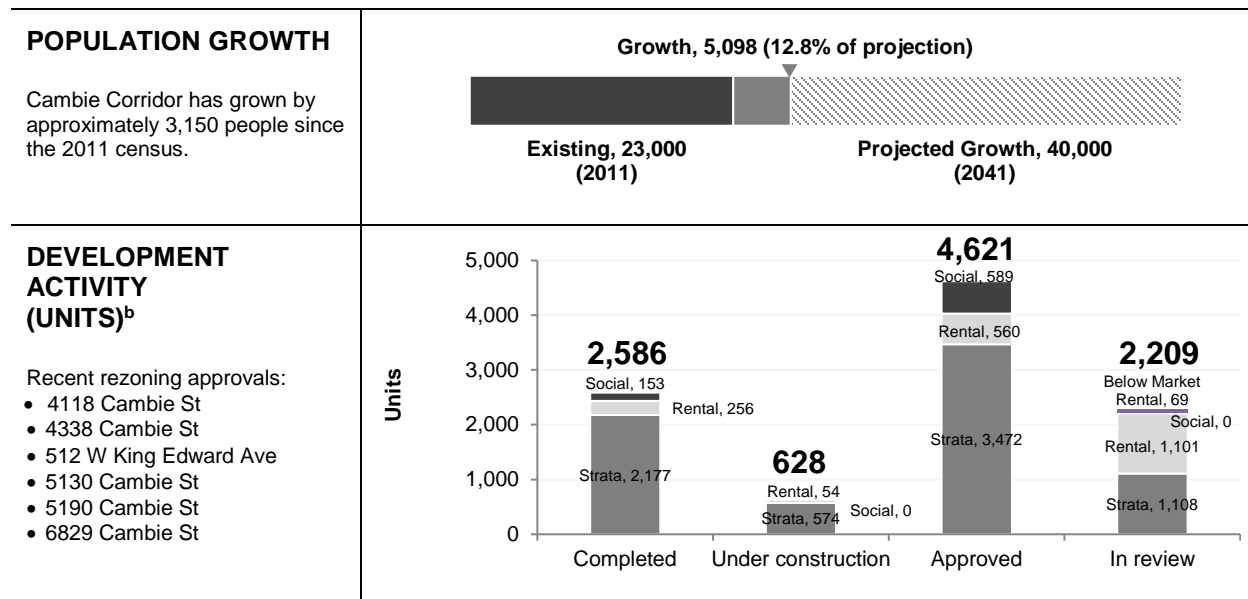 POPULATION GROWTH
Cambie Corridor has grown by
approximately 3,150 people since
the 2011 census.
Growth, 5,098 (12.8% of projection)
Existing, 23,000
(2011)
Projected Growth, 40,000
(2041)
DEVELOPMENT
ACTIVITY
(UNITS)ᵇ
Recent rezoning approvals:
• 4118 Cambie St
• 4338 Cambie St
• 512 W King Edward Ave
• 5130 Cambie St
• 5190 Cambie St
• 6829 Cambie St
Units
5,000
4,000
3,000
2,000
1,000
0
2,586
Social, 153
Rental, 256
Strata, 2,177
Completed
628
Rental, 54
Social, 0
Strata, 574
Under construction
4,621
Social, 589
Rental, 560
Strata, 3,472
Approved
2,209
Below Market
Rental, 69
Social, 0
Rental, 1,101
Strata, 1,108
In review